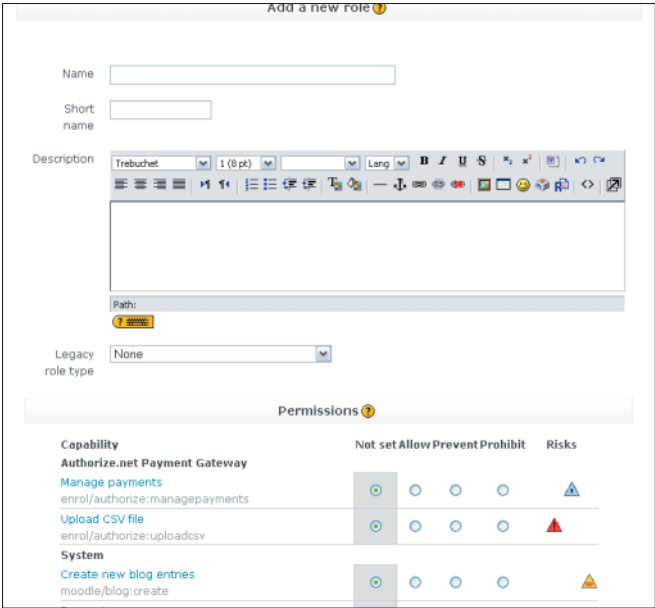 Add a new role
Name
Short
name
Description
Trebuchet 1 (8 pt) Lang B I U S x₂ x²
Path:
Legacy
role type
None
Permissions
Capability Not set Allow Prevent Prohibit Risks
Authorize.net Payment Gateway
Manage payments
enrol/authorize:managepayments
Upload CSV file
enrol/authorize:uploadcsv
System
Create new blog entries
moodle/blog:create